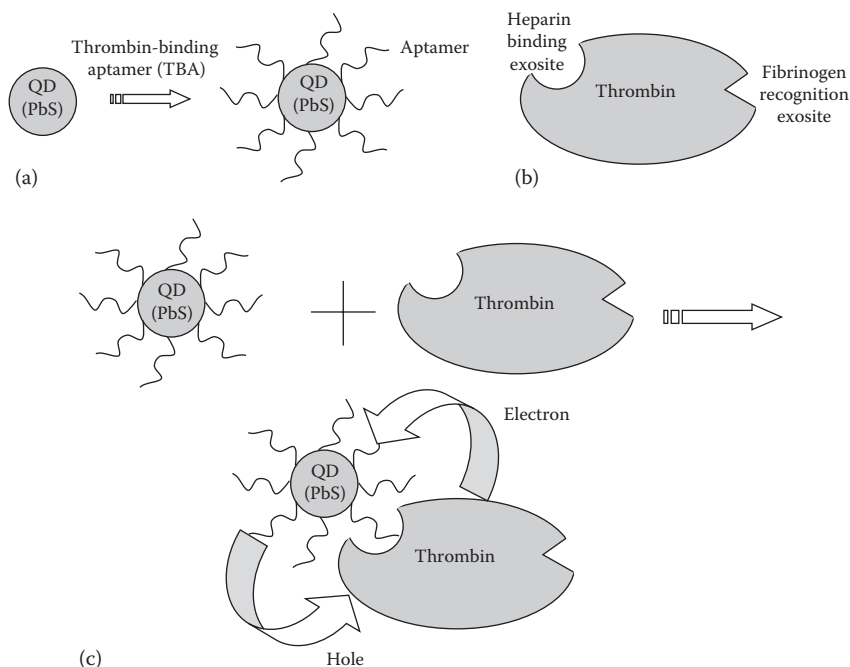 QD
(PbS)
Thrombin-binding
aptamer (TBA)
QD
(PbS)
Aptamer
(a)
Heparin
binding
exosite
Thrombin
Fibrinogen
recognition
exosite
(b)
QD
(PbS)
Thrombin
QD
(PbS)
Electron
Thrombin
Hole
(c)